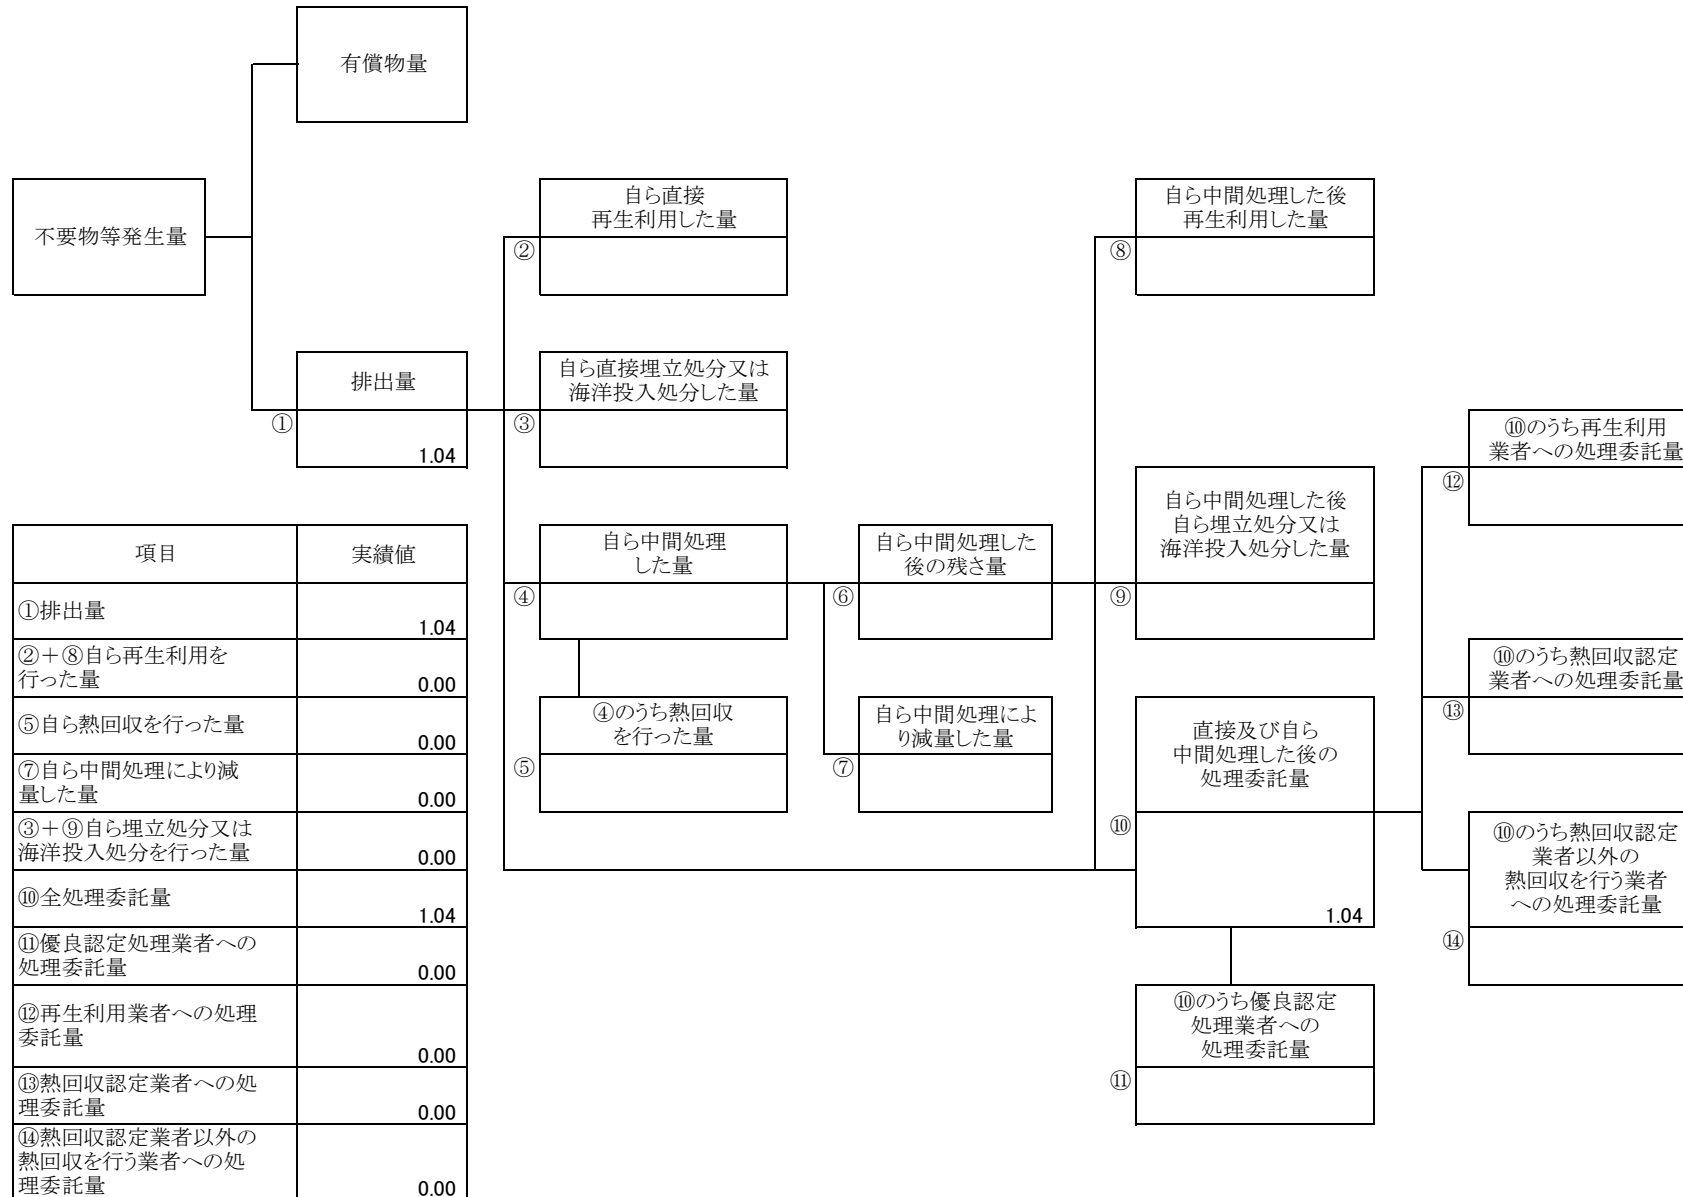 有償物量
不要物等発生量
自ら直接
再生利用した量
②
自ら中間処理した後
再生利用した量
⑧
排出量
①
1.04
自ら直接埋立処分又は
海洋投入処分した量
③
⑩のうち再生利用
業者への処理委託量
⑫
自ら中間処理
した量
④
自ら中間処理した
後の残さ量
⑥
自ら中間処理した後
自ら埋立処分又は
海洋投入処分した量
⑨
⑩のうち熱回収認定
業者への処理委託量
⑬
④のうち熱回収
を行った量
⑤
自ら中間処理によ
り減量した量
⑦
直接及び自ら
中間処理した後の
処理委託量
⑩
1.04
⑩のうち熱回収認定
業者以外の
熱回収を行う業者
への処理委託量
⑭
⑩のうち優良認定
処理業者への
処理委託量
⑪
項目 実績値
①排出量 1.04
②＋⑧自ら再生利用を
行った量 0.00
⑤自ら熱回収を行った量 0.00
⑦自ら中間処理により減
量した量 0.00
③＋⑨自ら埋立処分又は
海洋投入処分を行った量 0.00
⑩全処理委託量 1.04
⑪優良認定処理業者への
処理委託量 0.00
⑫再生利用業者への処理
委託量 0.00
⑬熱回収認定業者への処
理委託量 0.00
⑭熱回収認定業者以外の
熱回収を行う業者への処
理委託量 0.00